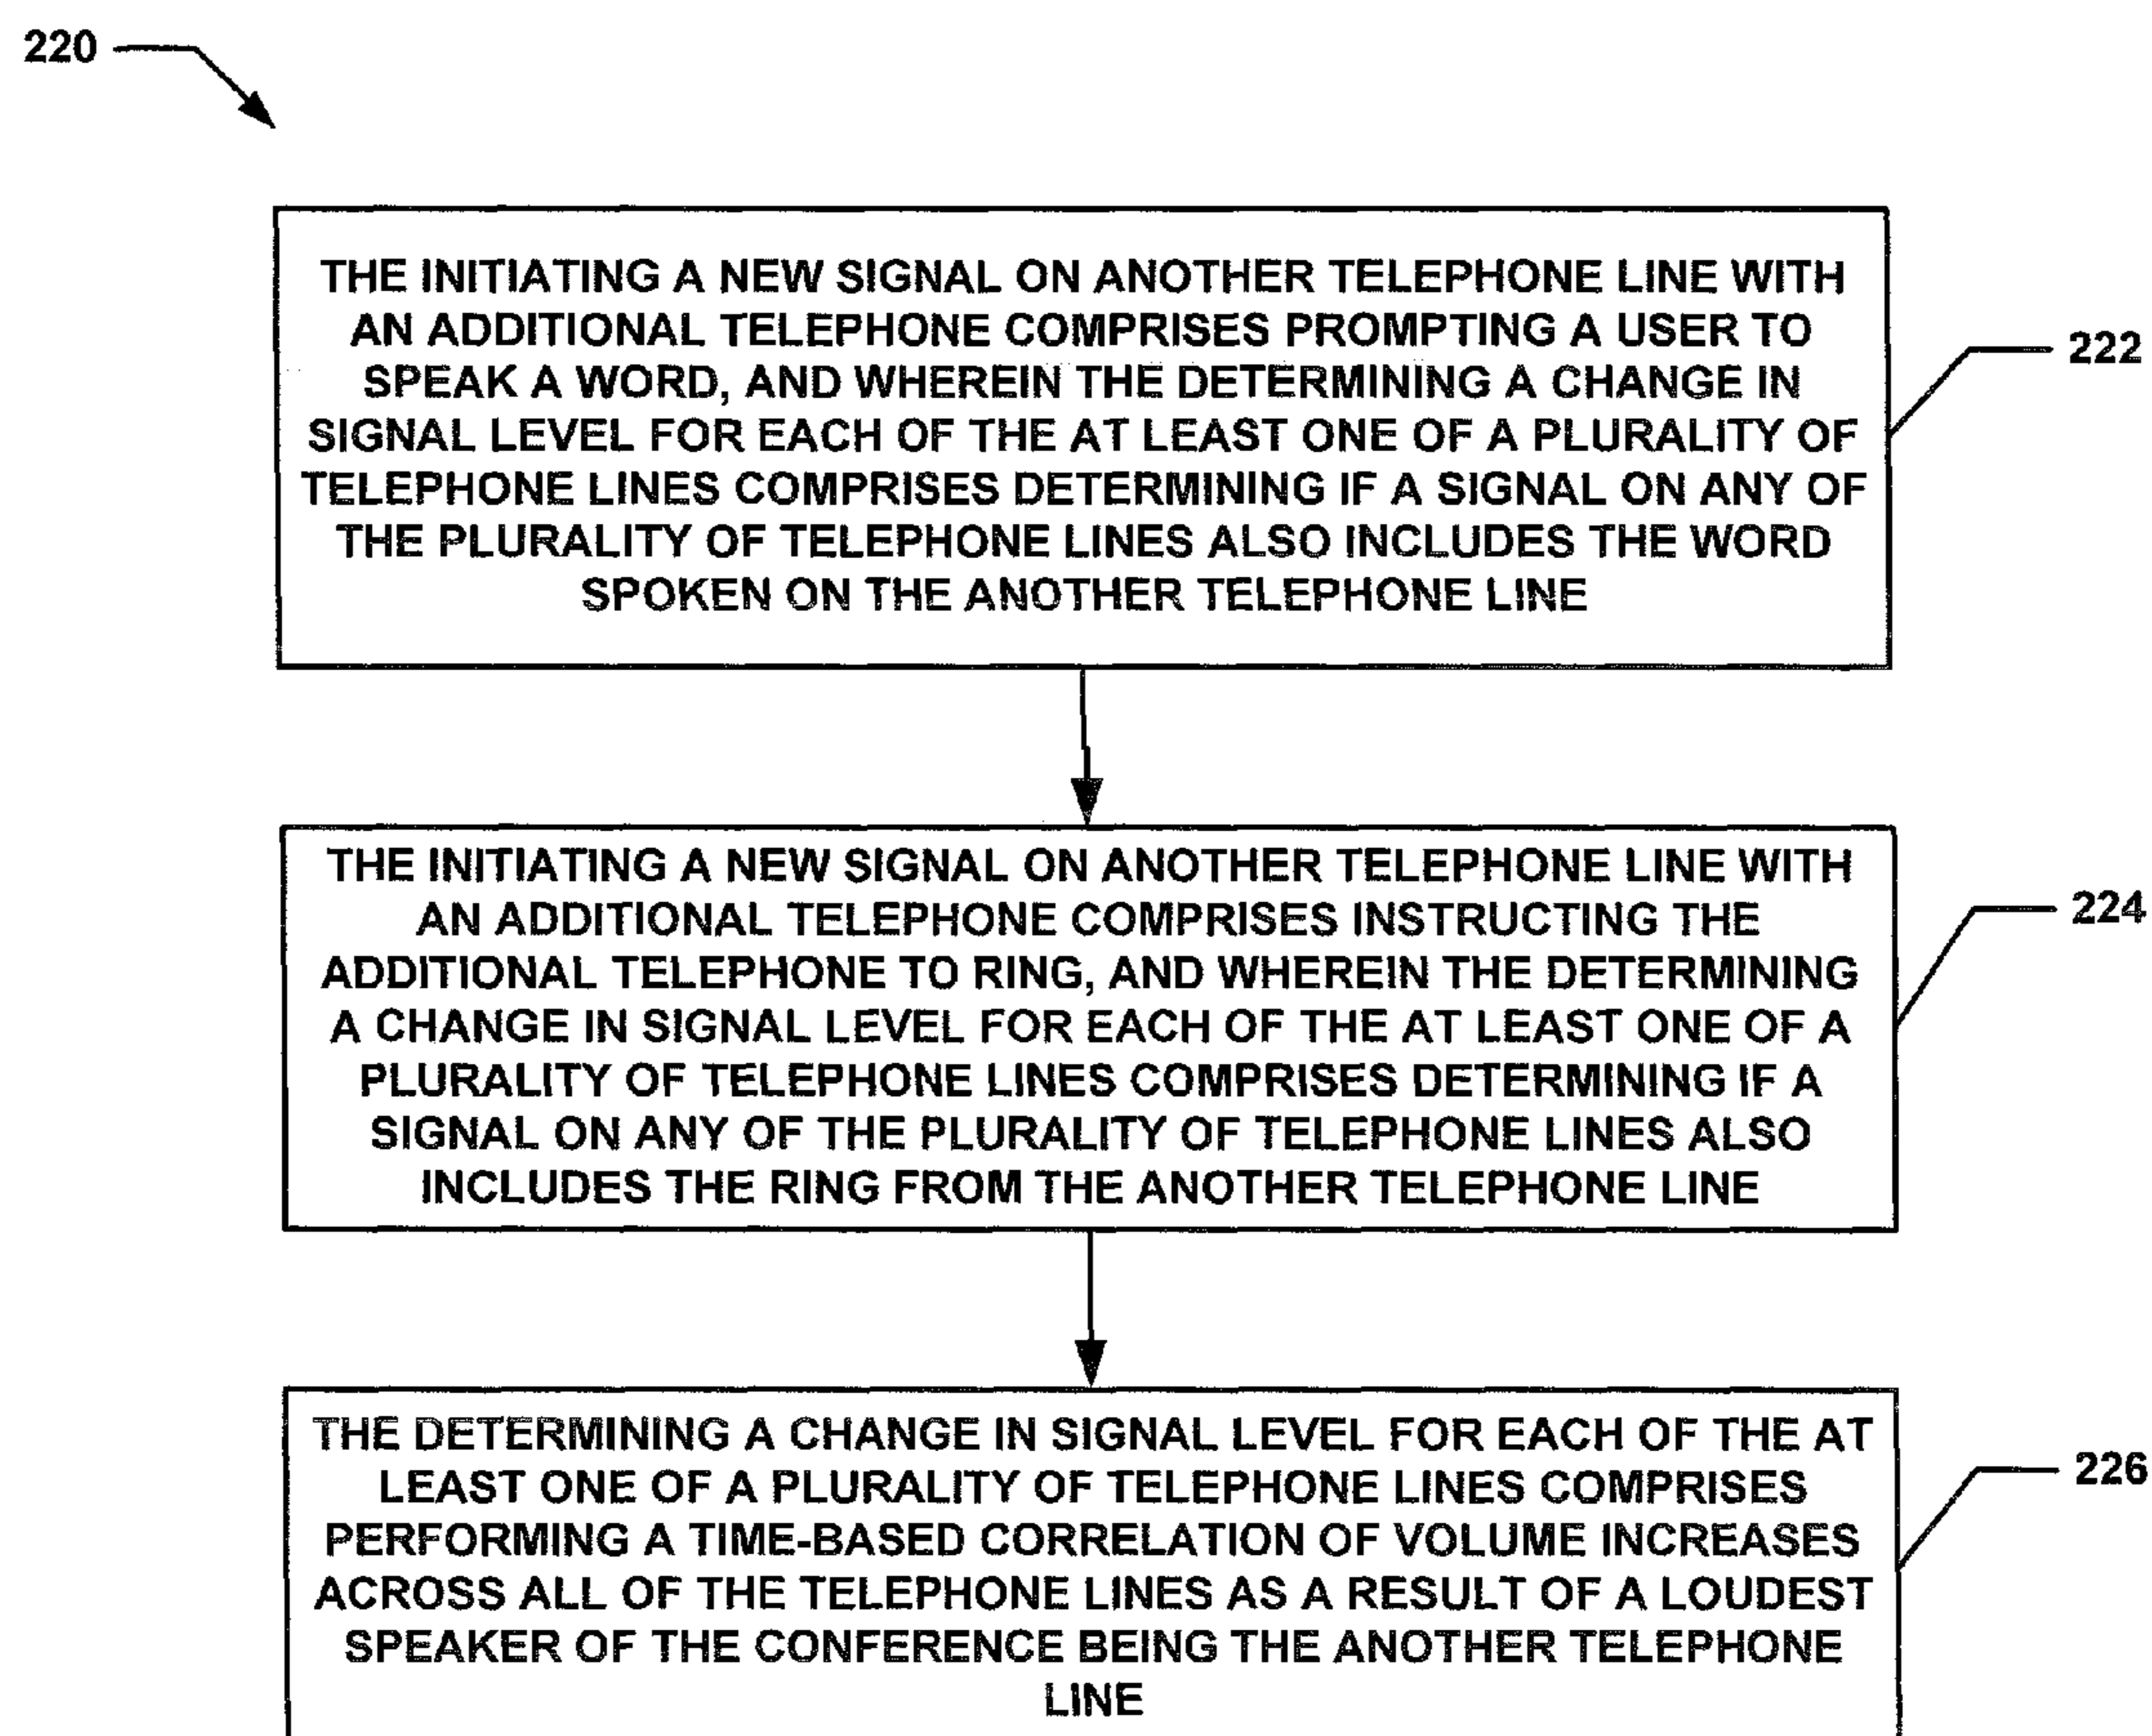 220
THE INITIATING A NEW SIGNAL ON ANOTHER TELEPHONE LINE WITH
AN ADDITIONAL TELEPHONE COMPRISES PROMPTING A USER TO
SPEAK A WORD, AND WHEREIN THE DETERMINING A CHANGE IN
SIGNAL LEVEL FOR EACH OF THE AT LEAST ONE OF A PLURALITY OF
TELEPHONE LINES COMPRISES DETERMINING IF A SIGNAL ON ANY OF
THE PLURALITY OF TELEPHONE LINES ALSO INCLUDES THE WORD
SPOKEN ON THE ANOTHER TELEPHONE LINE
222
THE INITIATING A NEW SIGNAL ON ANOTHER TELEPHONE LINE WITH
AN ADDITIONAL TELEPHONE COMPRISES INSTRUCTING THE
ADDITIONAL TELEPHONE TO RING, AND WHEREIN THE DETERMINING
A CHANGE IN SIGNAL LEVEL FOR EACH OF THE AT LEAST ONE OF A
PLURALITY OF TELEPHONE LINES COMPRISES DETERMINING IF A
SIGNAL ON ANY OF THE PLURALITY OF TELEPHONE LINES ALSO
INCLUDES THE RING FROM THE ANOTHER TELEPHONE LINE
224
THE DETERMINING A CHANGE IN SIGNAL LEVEL FOR EACH OF THE AT
LEAST ONE OF A PLURALITY OF TELEPHONE LINES COMPRISES
PERFORMING A TIME-BASED CORRELATION OF VOLUME INCREASES
ACROSS ALL OF THE TELEPHONE LINES AS A RESULT OF A LOUDEST
SPEAKER OF THE CONFERENCE BEING THE ANOTHER TELEPHONE
LINE
226